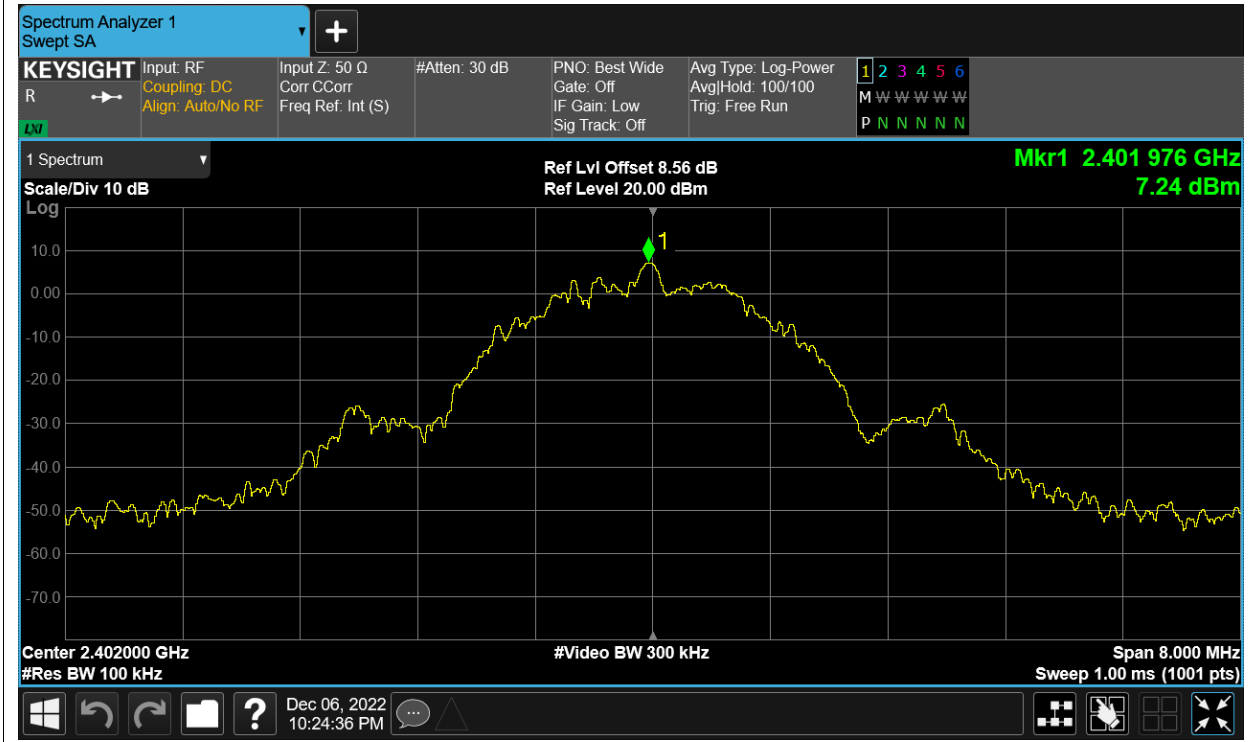 Spectrum Analyzer 1
Swept SA
KEYSIGHT
R
LXI
Input: RF
Coupling: DC
Align: Auto/No RF
Input Z: 50 Ω
Corr CCorr
Freq Ref: Int (S)
#Atten: 30 dB
PNO: Best Wide
Gate: Off
IF Gain: Low
Sig Track: Off
Avg Type: Log-Power
Avg|Hold: 100/100
Trig: Free Run
1 2 3 4 5 6
M W W W W W
P N N N N N
1 Spectrum
Scale/Div 10 dB
Log
Ref Lvl Offset 8.56 dB
Ref Level 20.00 dBm
Mkr1 2.401 976 GHz
7.24 dBm
1
10.0
0.00
-10.0
-20.0
-30.0
-40.0
-50.0
-60.0
-70.0
Center 2.402000 GHz
#Res BW 100 kHz
#Video BW 300 kHz
Span 8.000 MHz
Sweep 1.00 ms (1001 pts)
?
Dec 06, 2022
10:24:36 PM